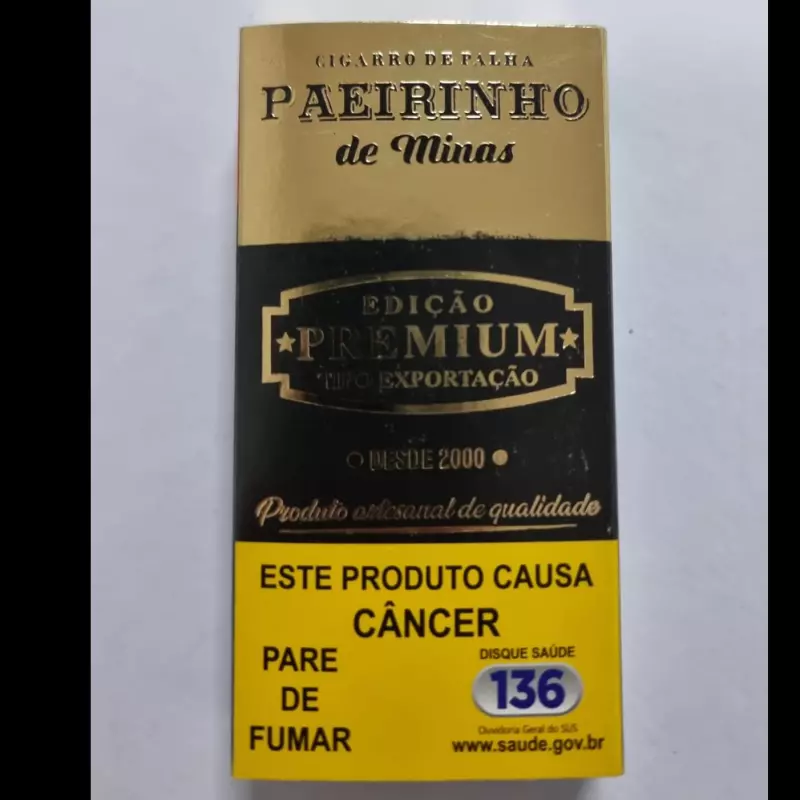 CIGARRO DE PALHA
PAEIRINHO
de Minas
EDIÇÃO
PREMIUM
TIPO EXPORTAÇÃO
DESDE 2000
Produto artesanal de qualidade
ESTE PRODUTO CAUSA
CÂNCER
PARE
DE
FUMAR
DISQUE SAÚDE
136
Ouvidoria Geral do SUS
www.saude.gov.br